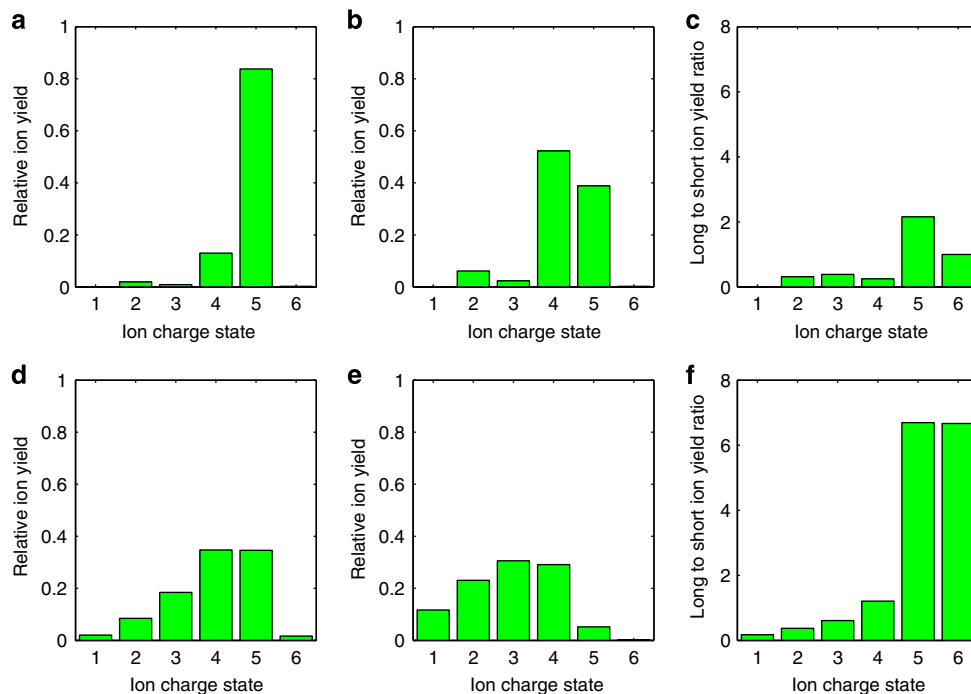 a
1
0.8
0.6
0.4
0.2
0
Relative ion yield
1 2 3 4 5 6
Ion charge state
b
1
0.8
0.6
0.4
0.2
0
Relative ion yield
1 2 3 4 5 6
Ion charge state
c
8
6
4
2
0
Long to short ion yield ratio
1 2 3 4 5 6
Ion charge state
d
1
0.8
0.6
0.4
0.2
0
Relative ion yield
1 2 3 4 5 6
Ion charge state
e
1
0.8
0.6
0.4
0.2
0
Relative ion yield
1 2 3 4 5 6
Ion charge state
f
8
6
4
2
0
Long to short ion yield ratio
1 2 3 4 5 6
Ion charge state